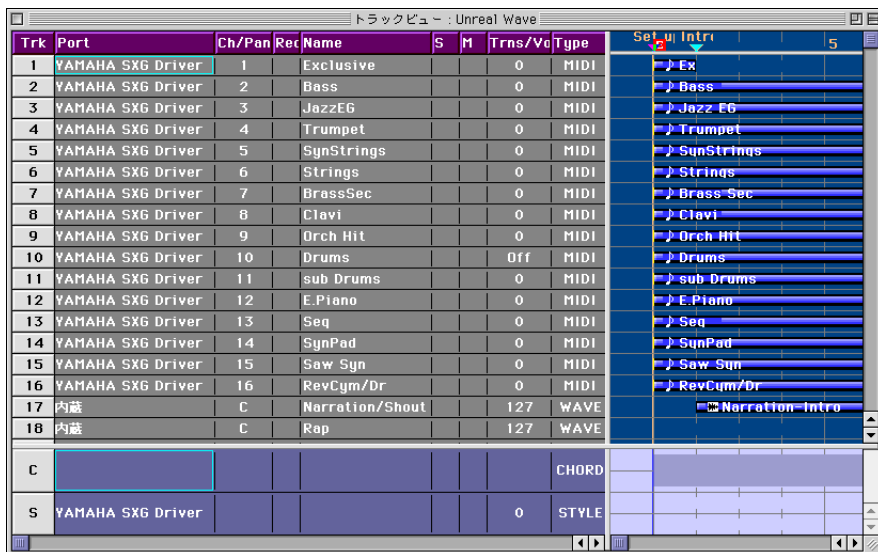 トラックビュー : Unreal Wave
Trk Port Ch/Pan Rec Name S M Trns/Vo Type Set up Intro 5
1 YAMAHA SXG Driver 1 Exclusive 0 MIDI Ex
2 YAMAHA SXG Driver 2 Bass 0 MIDI Bass
3 YAMAHA SXG Driver 3 JazzEG 0 MIDI Jazz EG
4 YAMAHA SXG Driver 4 Trumpet 0 MIDI Trumpet
5 YAMAHA SXG Driver 5 SynStrings 0 MIDI SynStrings
6 YAMAHA SXG Driver 6 Strings 0 MIDI Strings
7 YAMAHA SXG Driver 7 BrassSec 0 MIDI Brass Sec
8 YAMAHA SXG Driver 8 Clavi 0 MIDI Clavi
9 YAMAHA SXG Driver 9 Orch Hit 0 MIDI Orch Hit
10 YAMAHA SXG Driver 10 Drums Off MIDI Drums
11 YAMAHA SXG Driver 11 sub Drums 0 MIDI sub Drums
12 YAMAHA SXG Driver 12 E.Piano 0 MIDI E.Piano
13 YAMAHA SXG Driver 13 Seq 0 MIDI Seq
14 YAMAHA SXG Driver 14 SynPad 0 MIDI SynPad
15 YAMAHA SXG Driver 15 Saw Syn 0 MIDI Saw Syn
16 YAMAHA SXG Driver 16 RevCym/Dr 0 MIDI RevCym/Dr
17 内蔵 C Narration/Shout 127 WAVE Narration-Intro
18 内蔵 C Rap 127 WAVE
C CHORD
S YAMAHA SXG Driver 0 STYLE